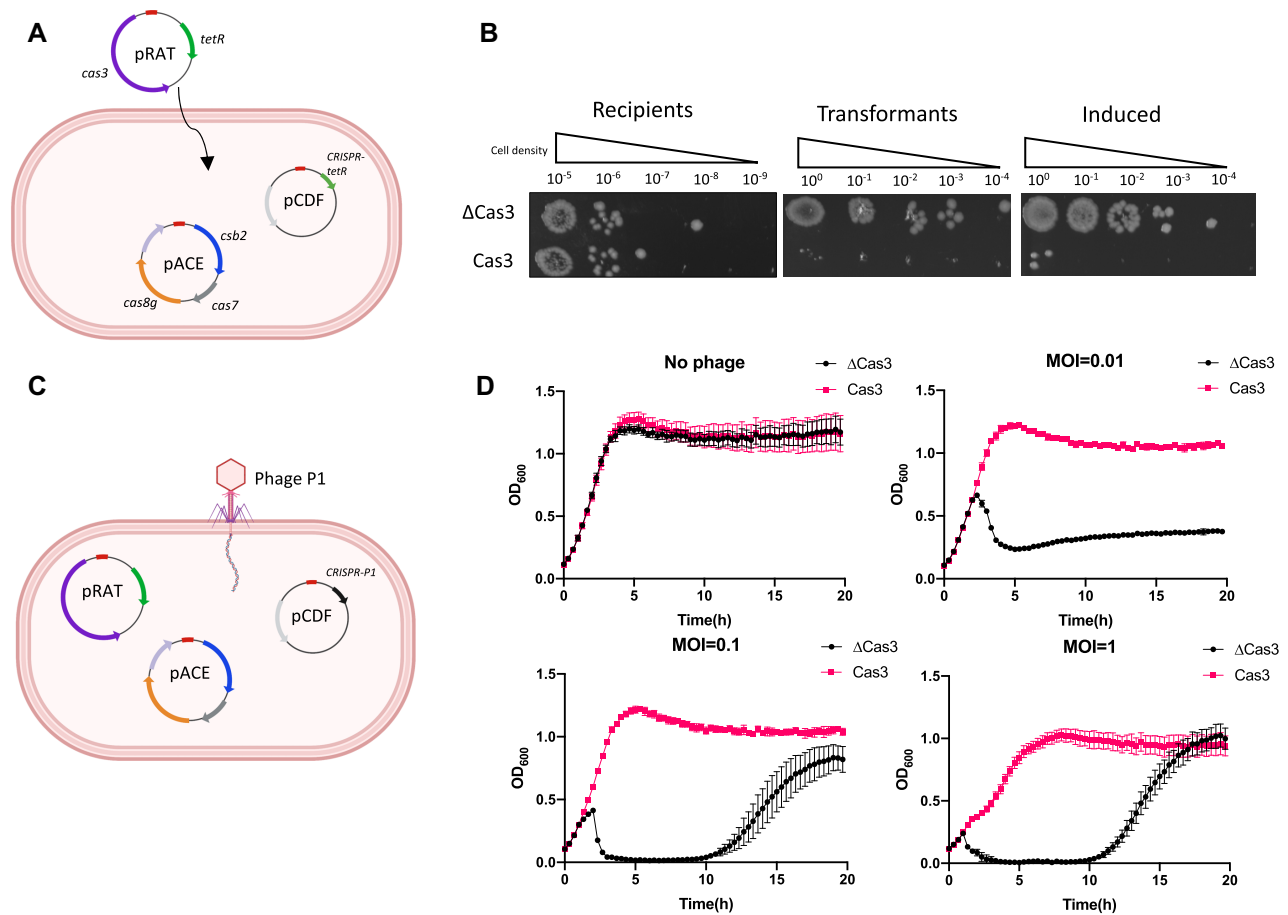 A
pRAT
tetR
cas3
CRISPR-
tetR
pCDF
csb2
pACE
cas8g
cas7
B
Recipients
Transformants
Induced
Cell density
10-5 10-6 10-7 10-8 10-9
100 10-1 10-2 10-3 10-4
100 10-1 10-2 10-3 10-4
ΔCas3
Cas3
C
Phage P1
pRAT
CRISPR-P1
pCDF
pACE
D
No phage
ΔCas3
Cas3
1.5
1.0
0.5
0.0
OD600
0 5 10 15 20
Time(h)
MOI=0.01
ΔCas3
Cas3
1.5
1.0
0.5
0.0
OD600
0 5 10 15 20
Time(h)
MOI=0.1
ΔCas3
Cas3
1.5
1.0
0.5
0.0
OD600
0 5 10 15 20
Time(h)
MOI=1
ΔCas3
Cas3
1.5
1.0
0.5
0.0
OD600
0 5 10 15 20
Time(h)